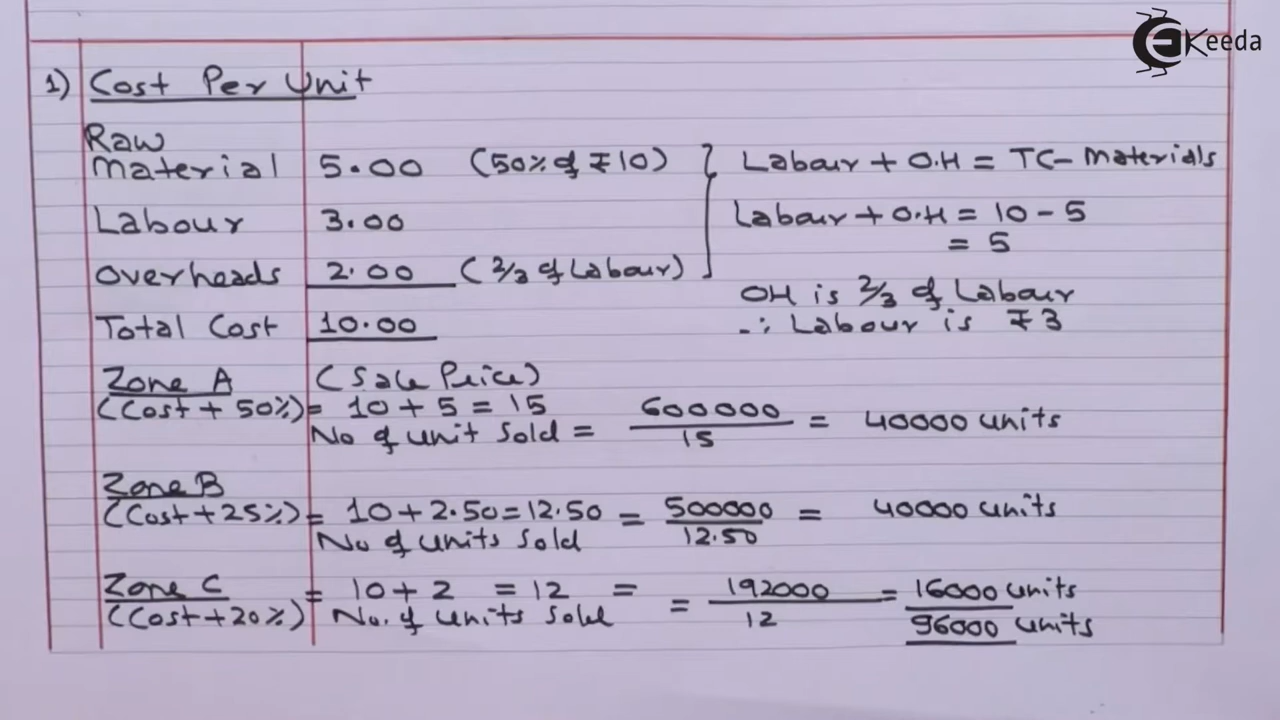 Ekeeda
1) Cost Per Unit
Raw
Material 5.00 (50% of ₹10) Labour + O.H = TC - Materials
Labour 3.00 Labour + O.H = 10 - 5
= 5
Overheads 2.00 (2/3 of Labour)
OH is 2/3 of Labour
Total Cost 10.00 ∴ Labour is ₹3
Zone A (Sale Price)
(Cost + 50%) = 10 + 5 = 15 600000 / 15 = 40000 units
No of unit Sold =
Zone B
(Cost + 25%) = 10 + 2.50 = 12.50 = 500000 / 12.50 = 40000 units
No of units Sold
Zone C = 10 + 2 = 12 = = 192000 / 12 = 16000 units
(Cost + 20%) No. of units Sold 96000 units